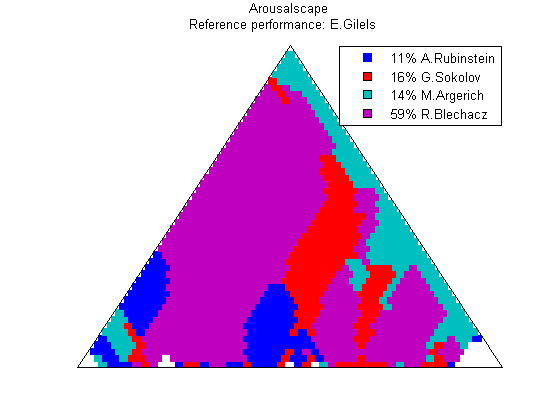 Arousalscape
Reference performance: E.Gilels
11% A.Rubinstein
16% G.Sokolov
14% M.Argerich
59% R.Blechacz